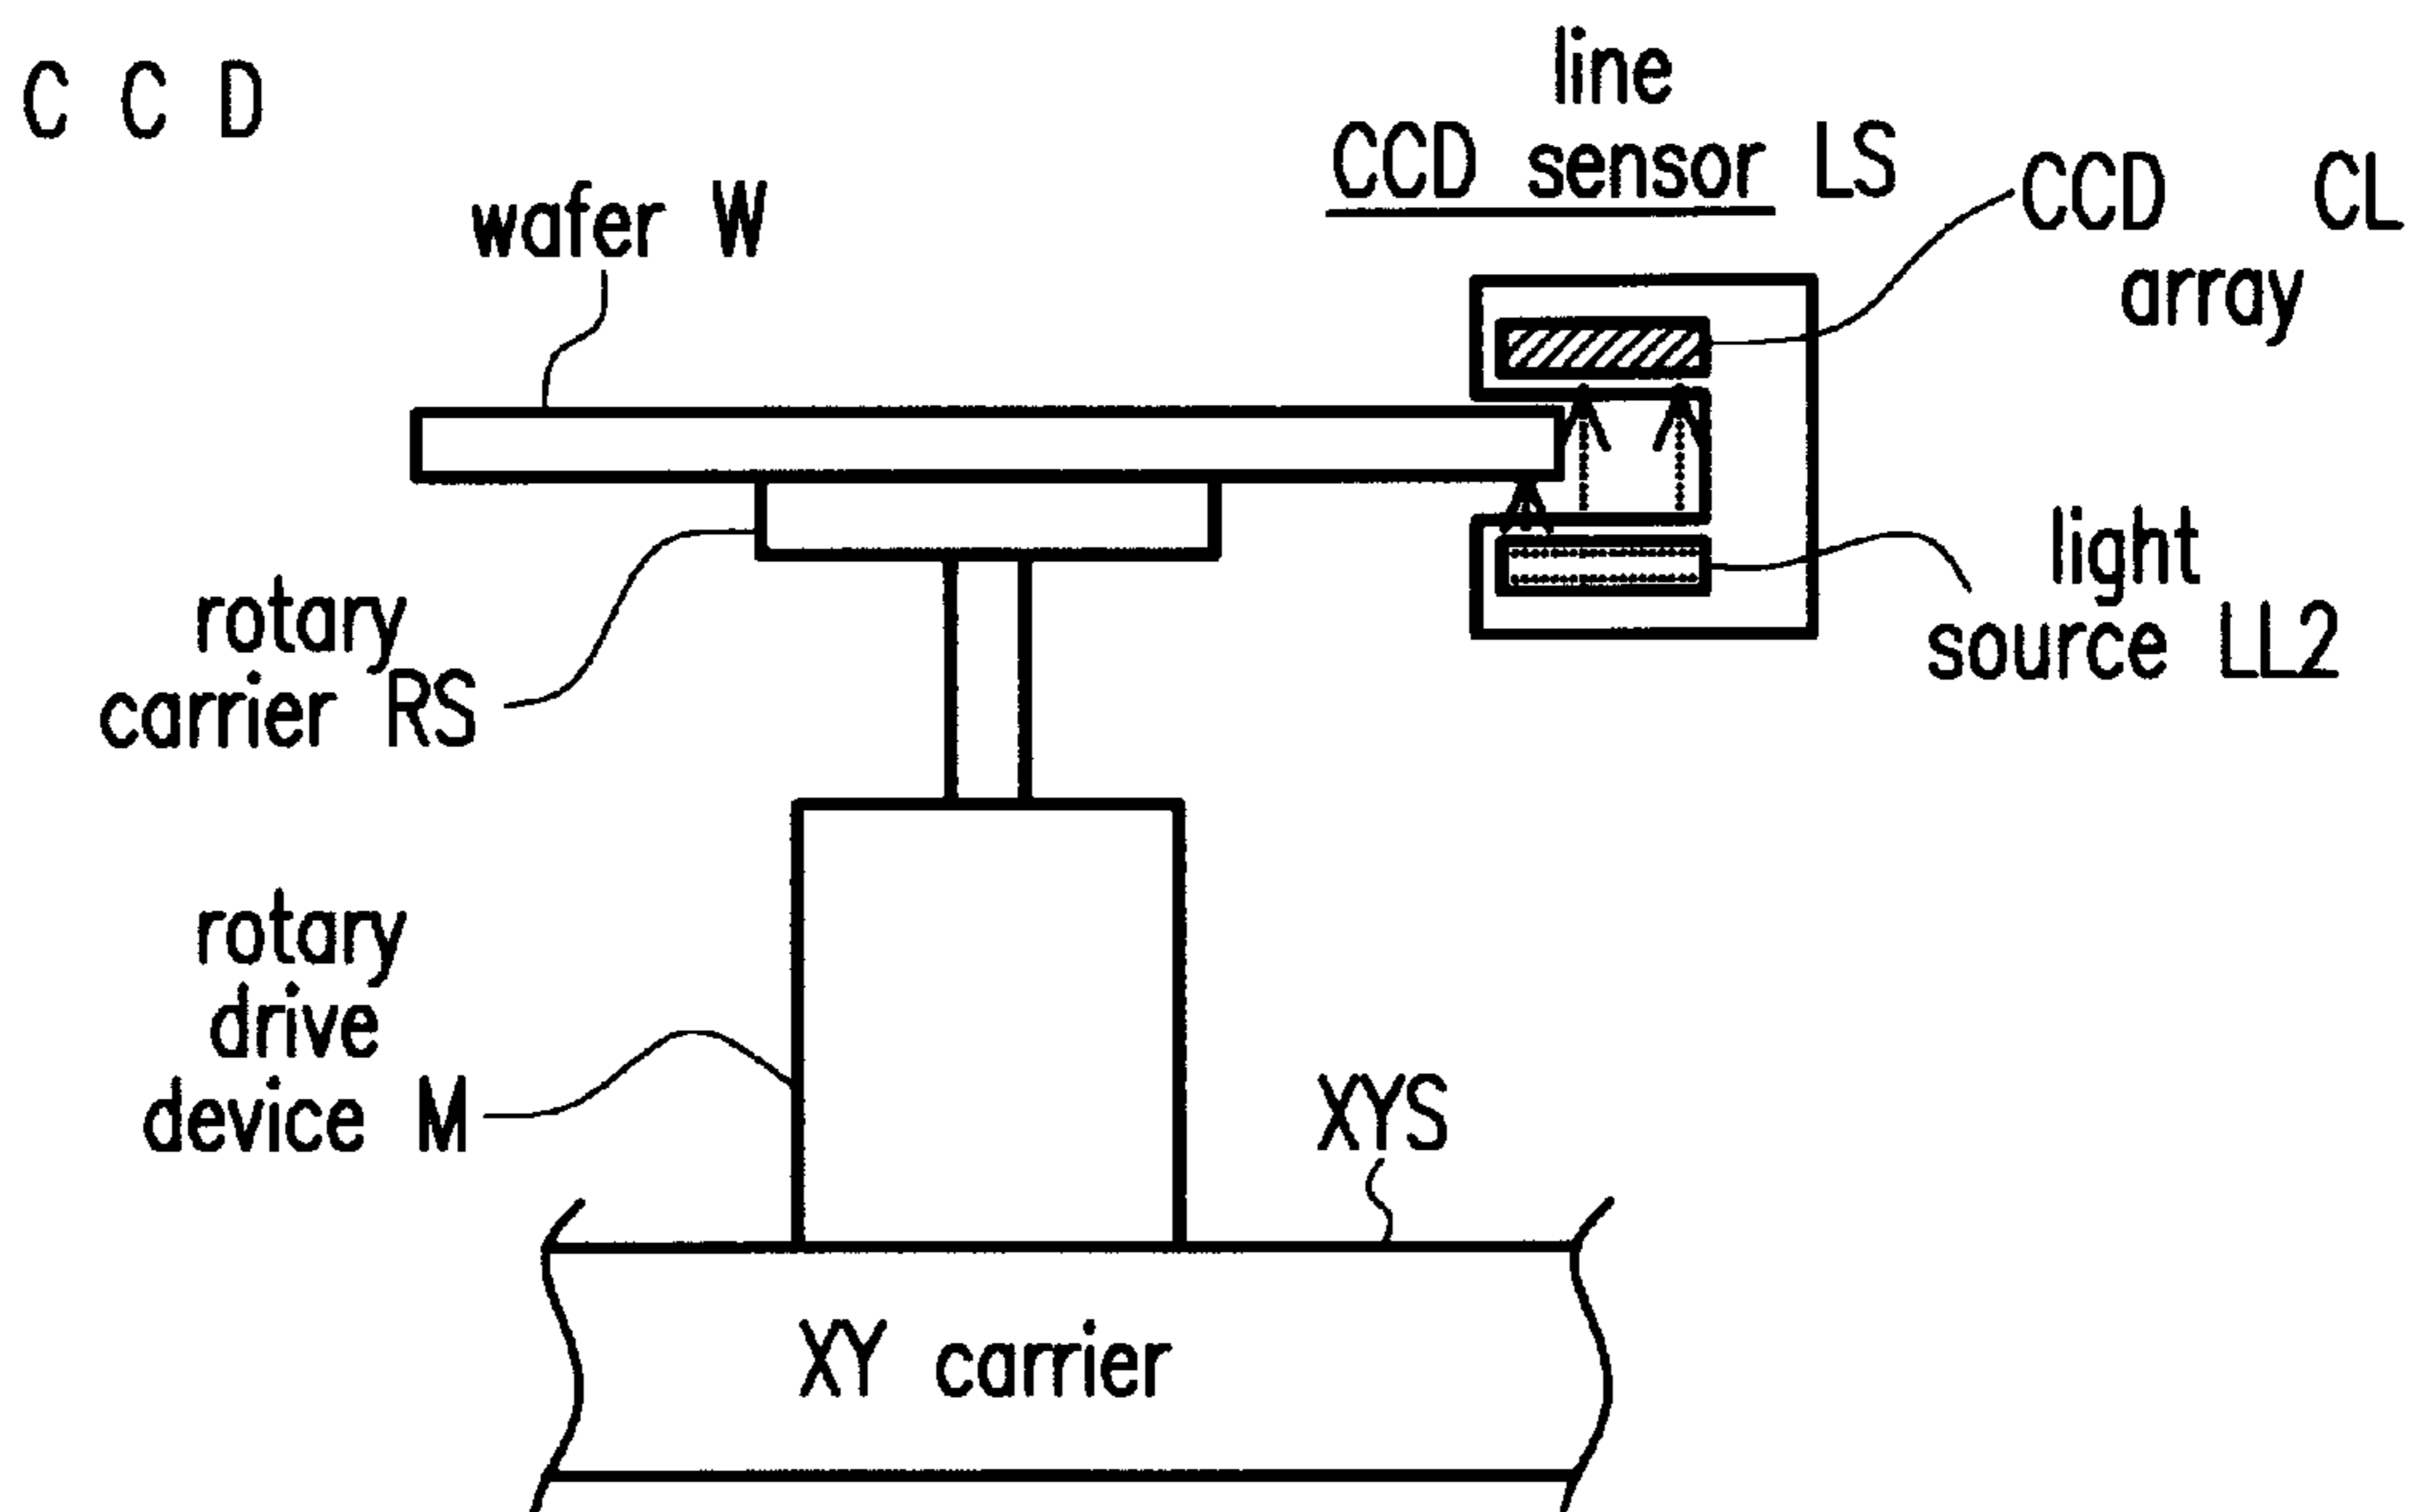 C C D
line
CCD sensor LS
CCD CL
array
wafer W
light
source LL2
rotary
carrier RS
rotary
drive
device M
XYS
XY carrier